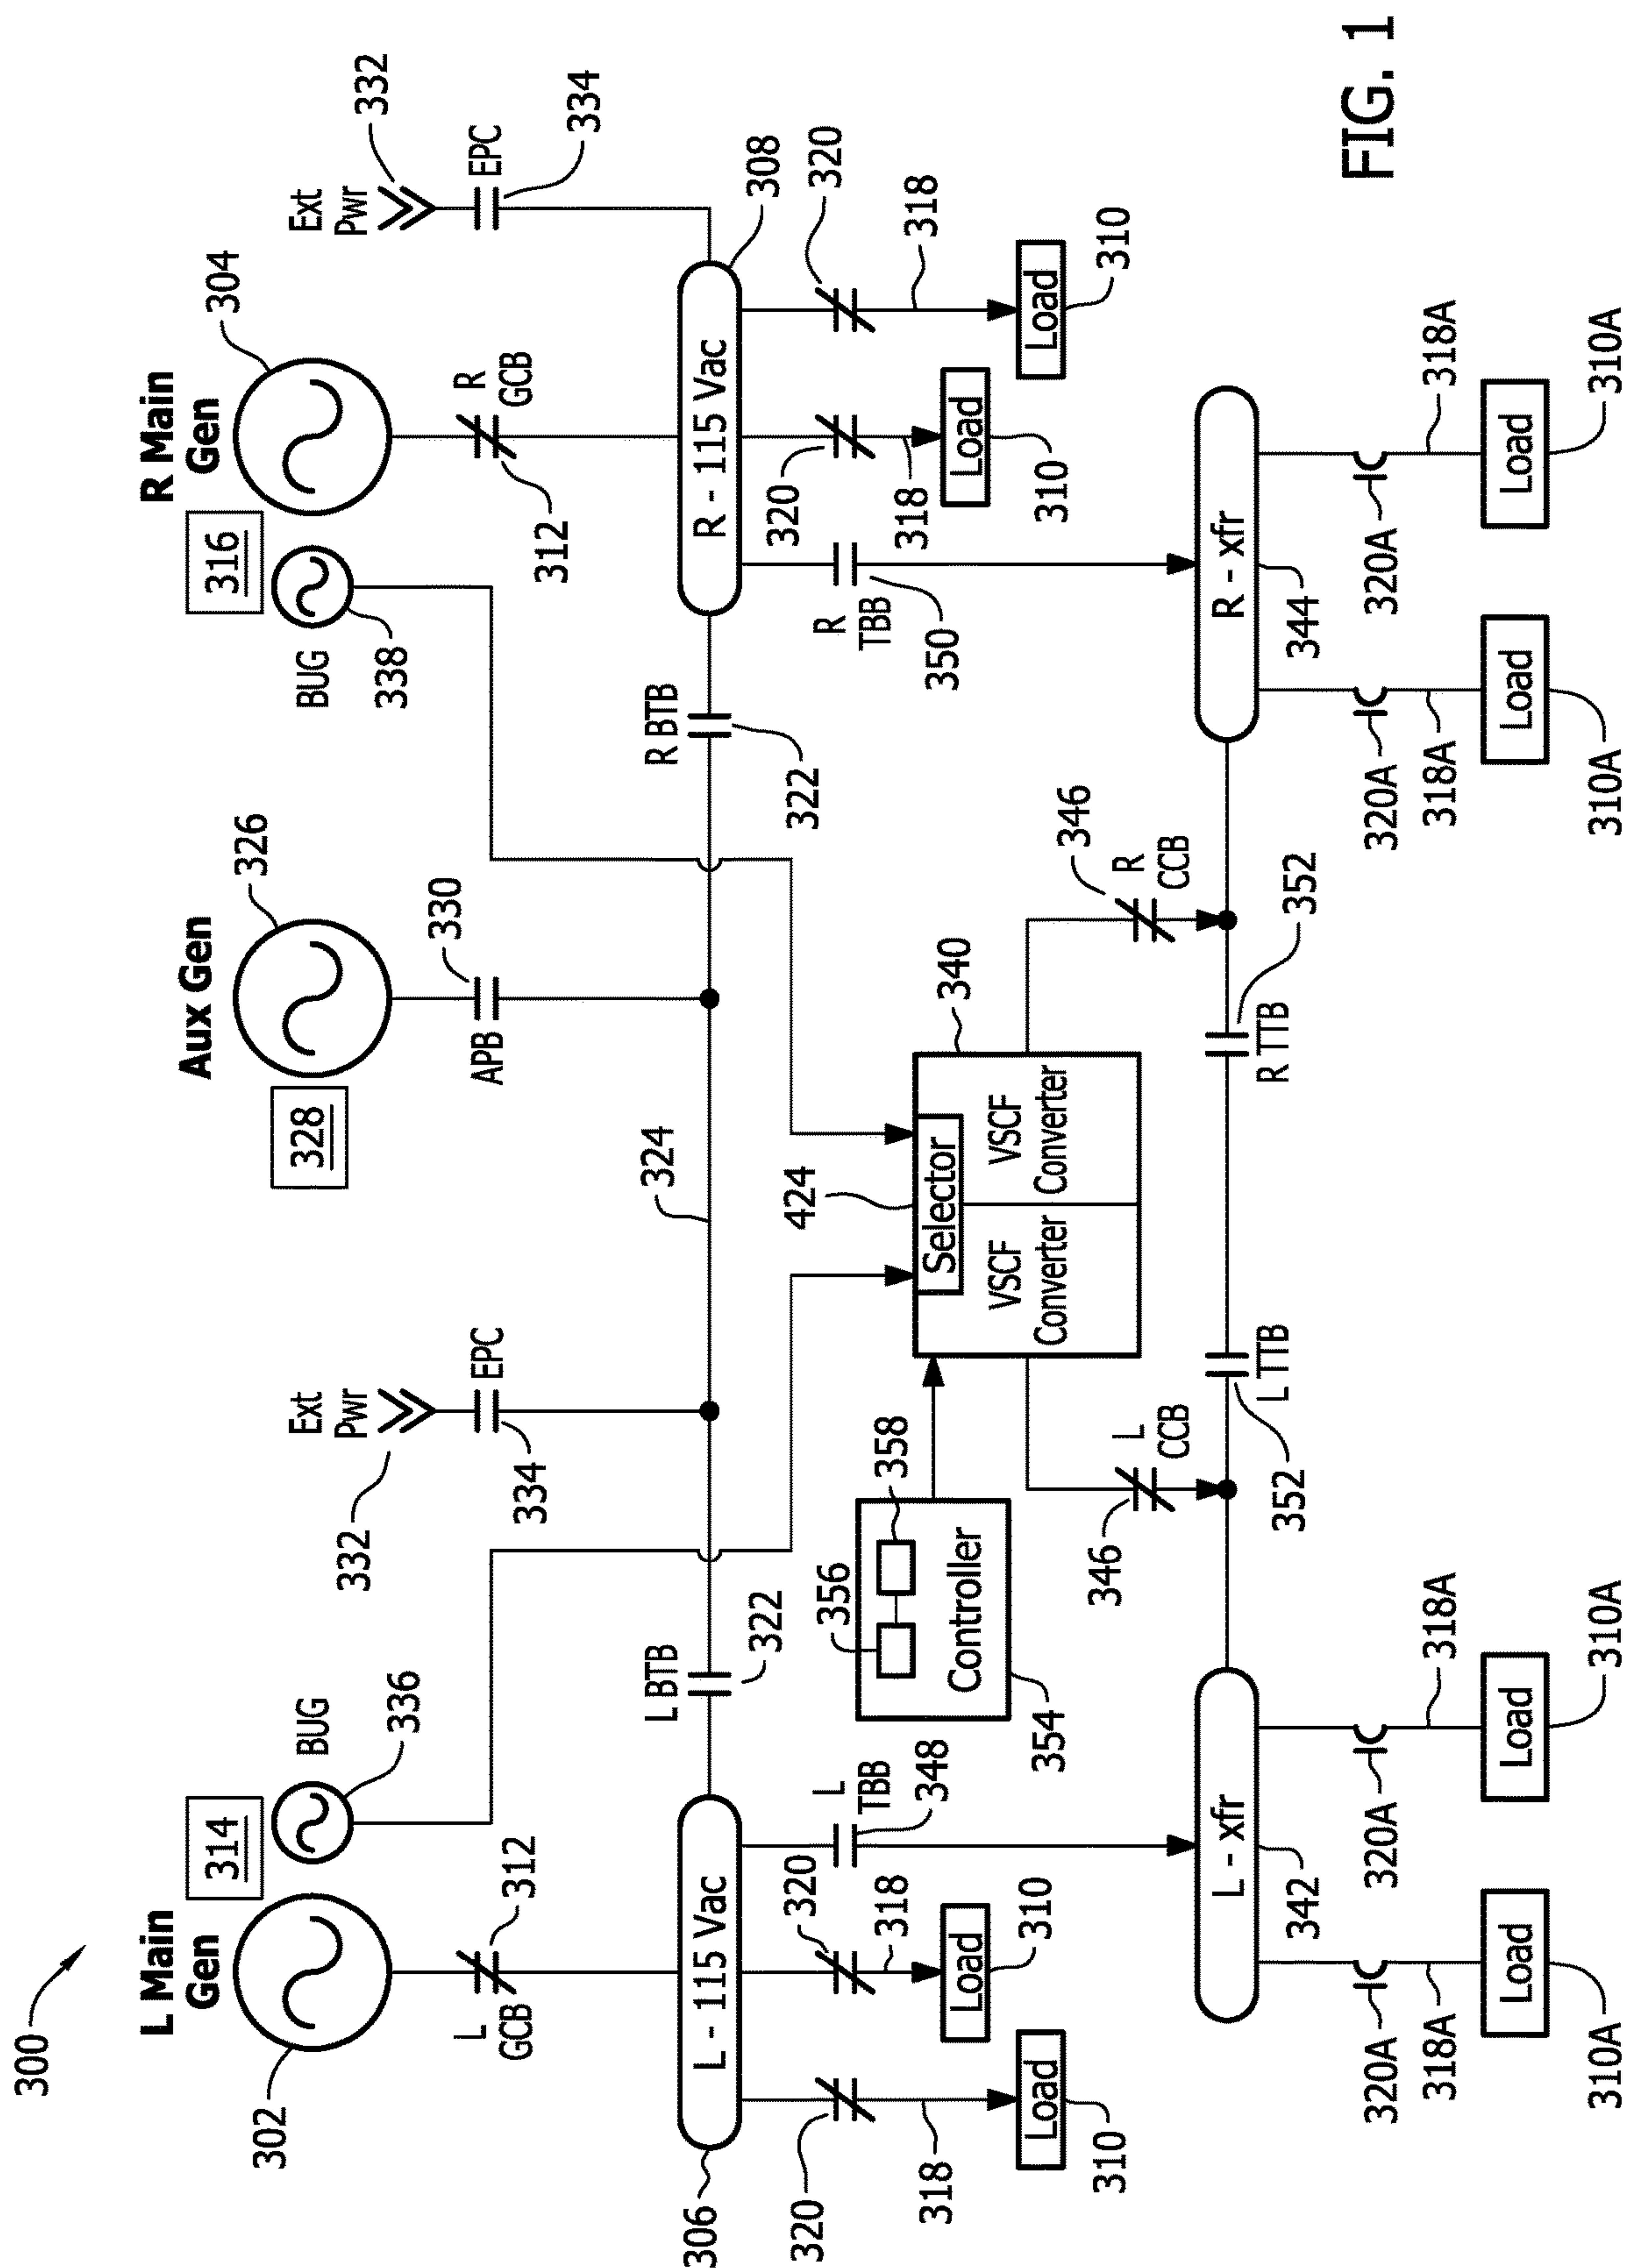 300
L Main
Gen
314
BUG
336
302
L
GCB
312
Ext
Pwr
332
EPC
334
Aux Gen
328
326
APB
330
R Main
Gen
316
BUG
338
304
R
GCB
312
Ext
Pwr
332
EPC
334
306
L - 115 Vac
L BTB
322
324
R BTB
322
R - 115 Vac
308
320
318
Load
310
320
318
Load
310
L
TBB
348
R
TBB
350
320
318
Load
310
320
318
Load
310
356
358
Controller
354
424
Selector
340
VSCF
Converter
VSCF
Converter
346
L
CCB
346
R
CCB
L - xfr
342
352
L TTB
352
R TTB
R - xfr
344
320A
318A
Load
310A
320A
318A
Load
310A
320A
318A
Load
310A
320A
318A
Load
310A
FIG. 1